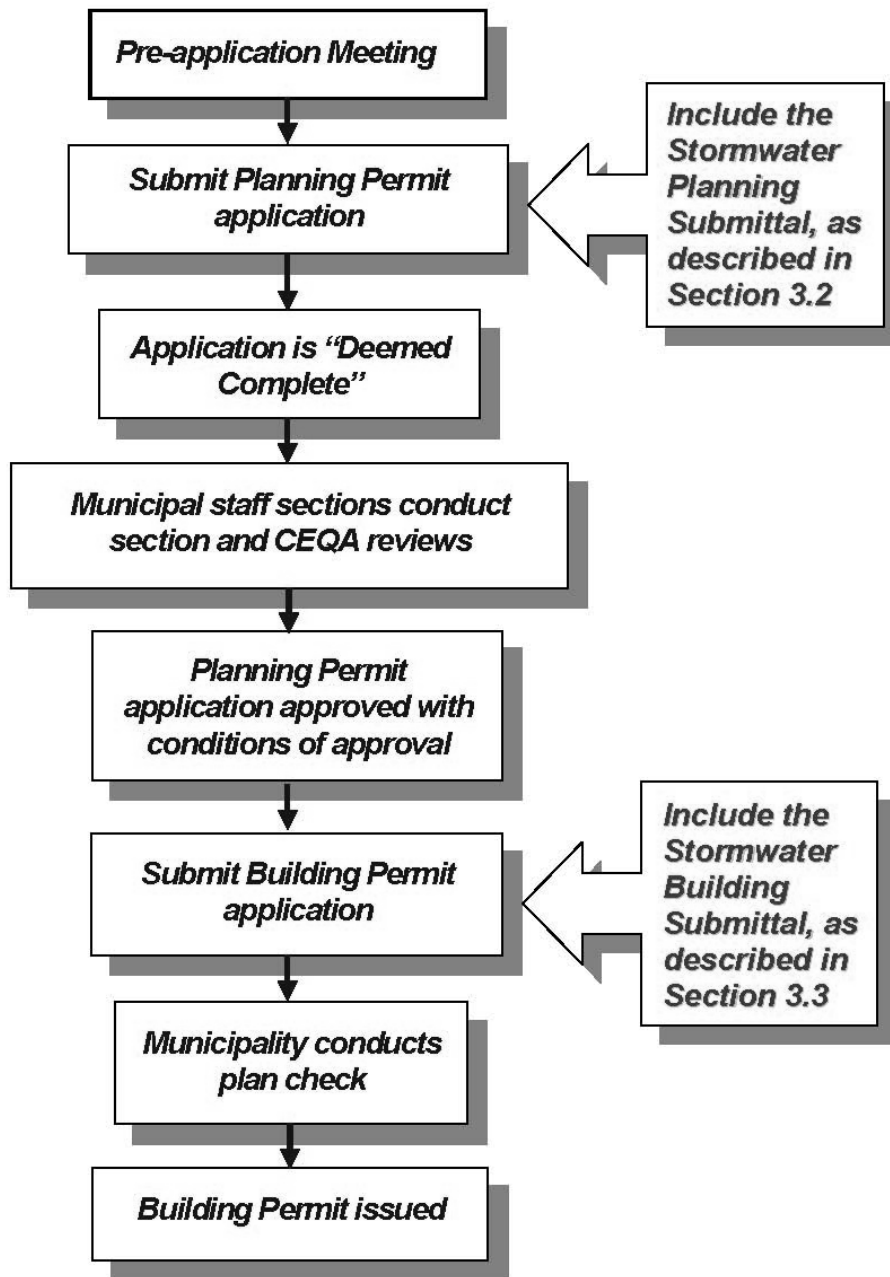 Pre-application Meeting
Submit Planning Permit
application
Include the
Stormwater
Planning
Submittal, as
described in
Section 3.2
Application is “Deemed
Complete”
Municipal staff sections conduct
section and CEQA reviews
Planning Permit
application approved with
conditions of approval
Submit Building Permit
application
Include the
Stormwater
Building
Submittal, as
described in
Section 3.3
Municipality conducts
plan check
Building Permit issued